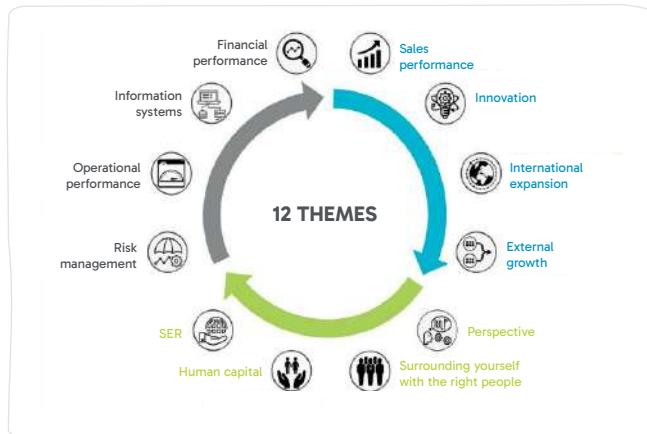 Financial
performance
Sales
performance
Information
systems
Innovation
Operational
performance
International
expansion
12 THEMES
Risk
management
External
growth
SER
Perspective
Human capital
Surrounding yourself
with the right people